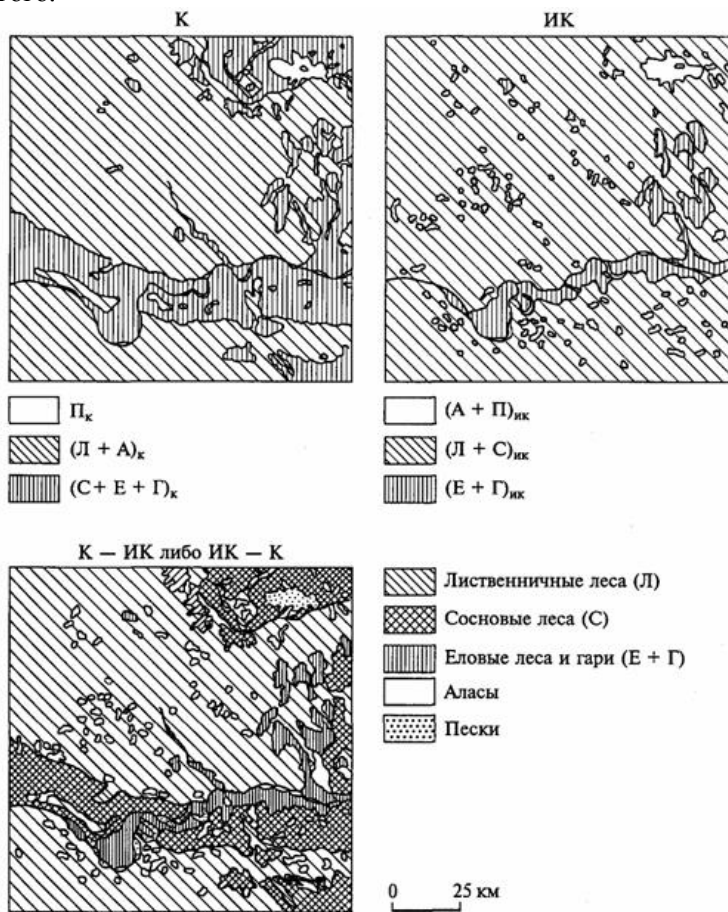 К
ИК
Пк
(Л + А)к
(С + Е + Г)к
(А + П)ик
(Л + С)ик
(Е + Г)ик
К — ИК либо ИК — К
Лиственничные леса (Л)
Сосновые леса (С)
Еловые леса и гари (Е + Г)
Аласы
Пески
0 25 км